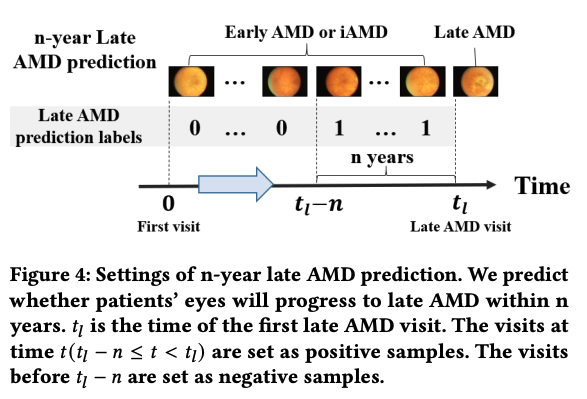 n-year Late
AMD prediction
Early AMD or iAMD
Late AMD
... ...
Late AMD
prediction labels
0 ... 0 1 ... 1
n years
Time
0
t_l−n
t_l
First visit
Late AMD visit
Figure 4: Settings of n-year late AMD prediction. We predict
whether patients' eyes will progress to late AMD within n
years. t_l is the time of the first late AMD visit. The visits at
time t(t_l − n ≤ t < t_l) are set as positive samples. The visits
before t_l − n are set as negative samples.